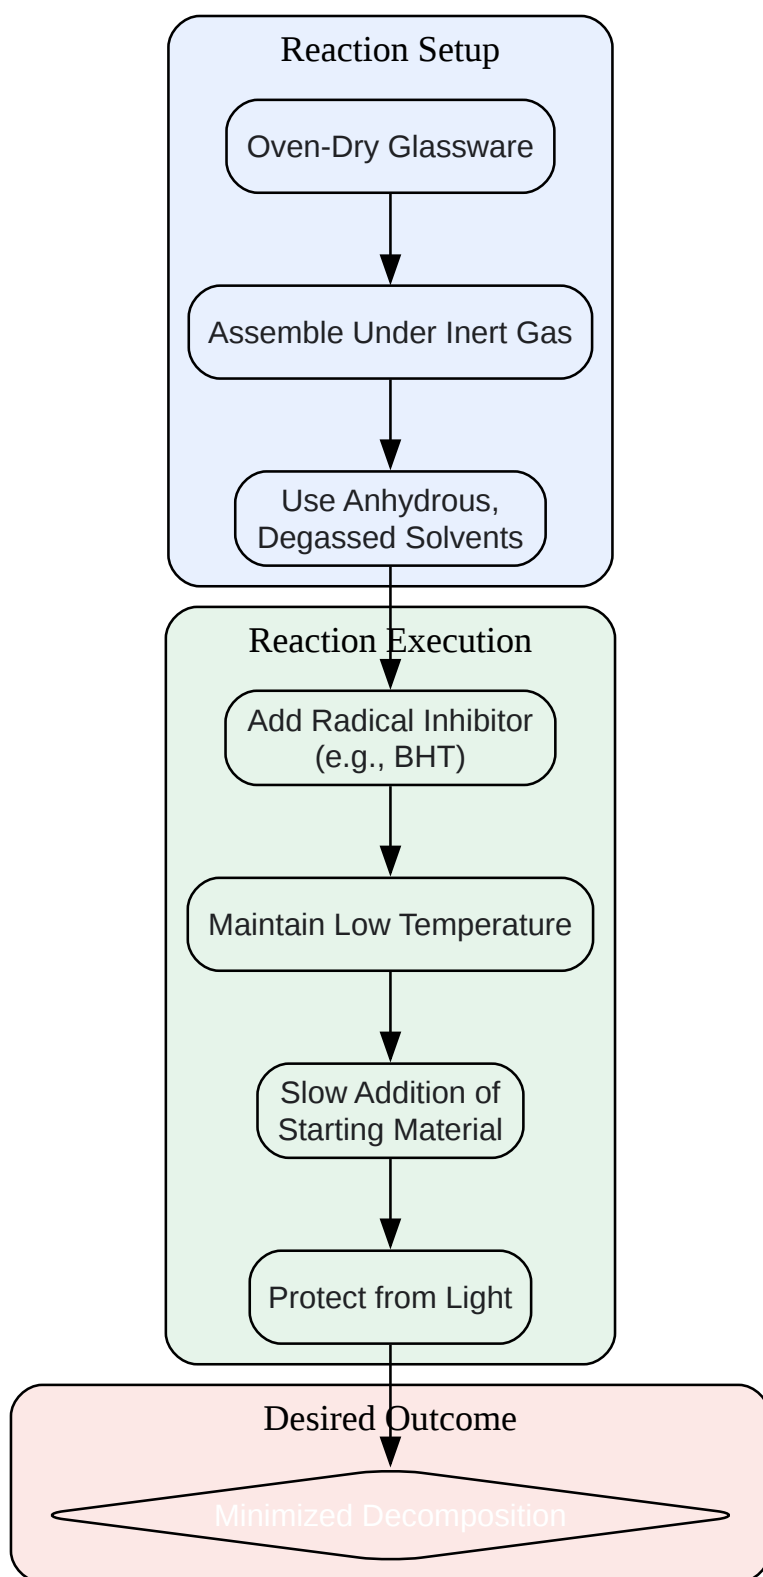 Reaction Setup
Oven-Dry Glassware
Assemble Under Inert Gas
Use Anhydrous,
Degassed Solvents
Reaction Execution
Add Radical Inhibitor
(e.g., BHT)
Maintain Low Temperature
Slow Addition of
Starting Material
Protect from Light
Desired Outcome
Minimized Decomposition